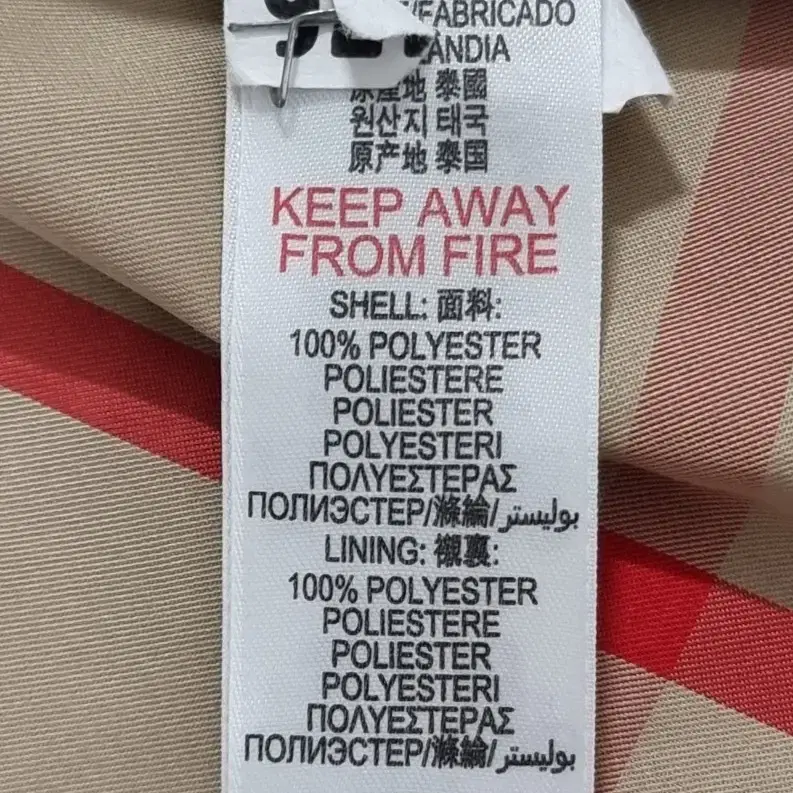 /FABRICADO
原產地 泰國
원산지 태국
原产地 泰国
KEEP AWAY
FROM FIRE
SHELL: 面料:
100% POLYESTER
POLIESTERE
POLIESTER
POLYESTERI
ΠΟΛΥΕΣΤΕΡΑΣ
ПОЛИЭСТЕР/滌綸/بوليستر
LINING: 襯裏:
100% POLYESTER
POLIESTERE
POLIESTER
POLYESTERI
ΠΟΛΥΕΣΤΕΡΑΣ
ПОЛИЭСТЕР/滌綸/بوليستر